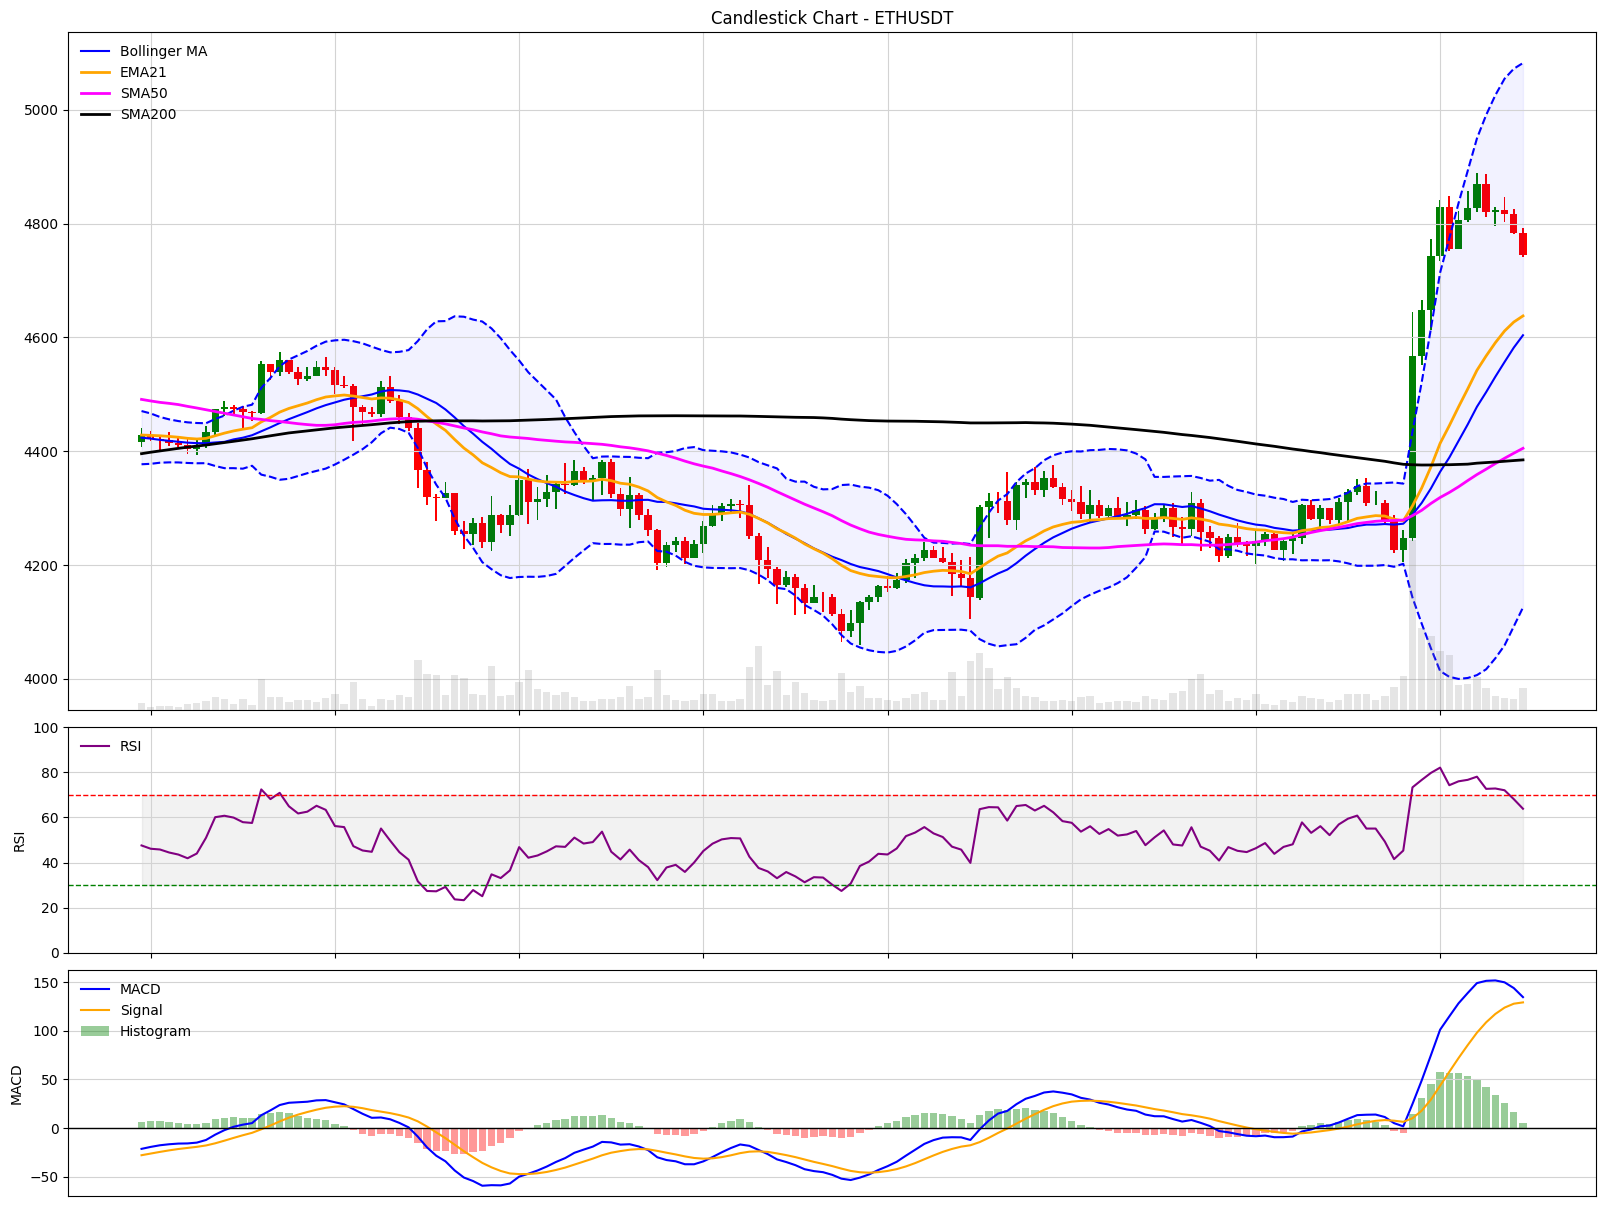 Candlestick Chart - ETHUSDT
Bollinger MA
EMA21
SMA50
SMA200
5000
4800
4600
4400
4200
4000
RSI
100
80
60
40
20
0
RSI
MACD
Signal
Histogram
150
100
50
0
−50
MACD